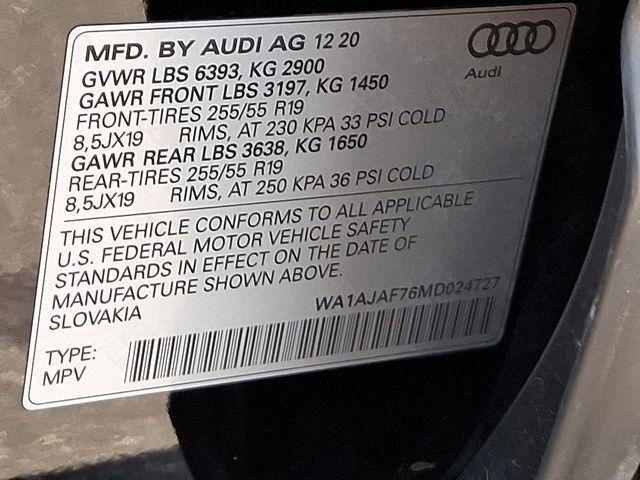 MFD. BY AUDI AG 12 20
GVWR LBS 6393, KG 2900
GAWR FRONT LBS 3197, KG 1450
FRONT-TIRES 255/55 R19
8,5JX19 RIMS, AT 230 KPA 33 PSI COLD
GAWR REAR LBS 3638, KG 1650
REAR-TIRES 255/55 R19
8,5JX19 RIMS, AT 250 KPA 36 PSI COLD
Audi
THIS VEHICLE CONFORMS TO ALL APPLICABLE
U.S. FEDERAL MOTOR VEHICLE SAFETY
STANDARDS IN EFFECT ON THE DATE OF
MANUFACTURE SHOWN ABOVE.
SLOVAKIA
WA1AJAF76MD024727
TYPE:
MPV